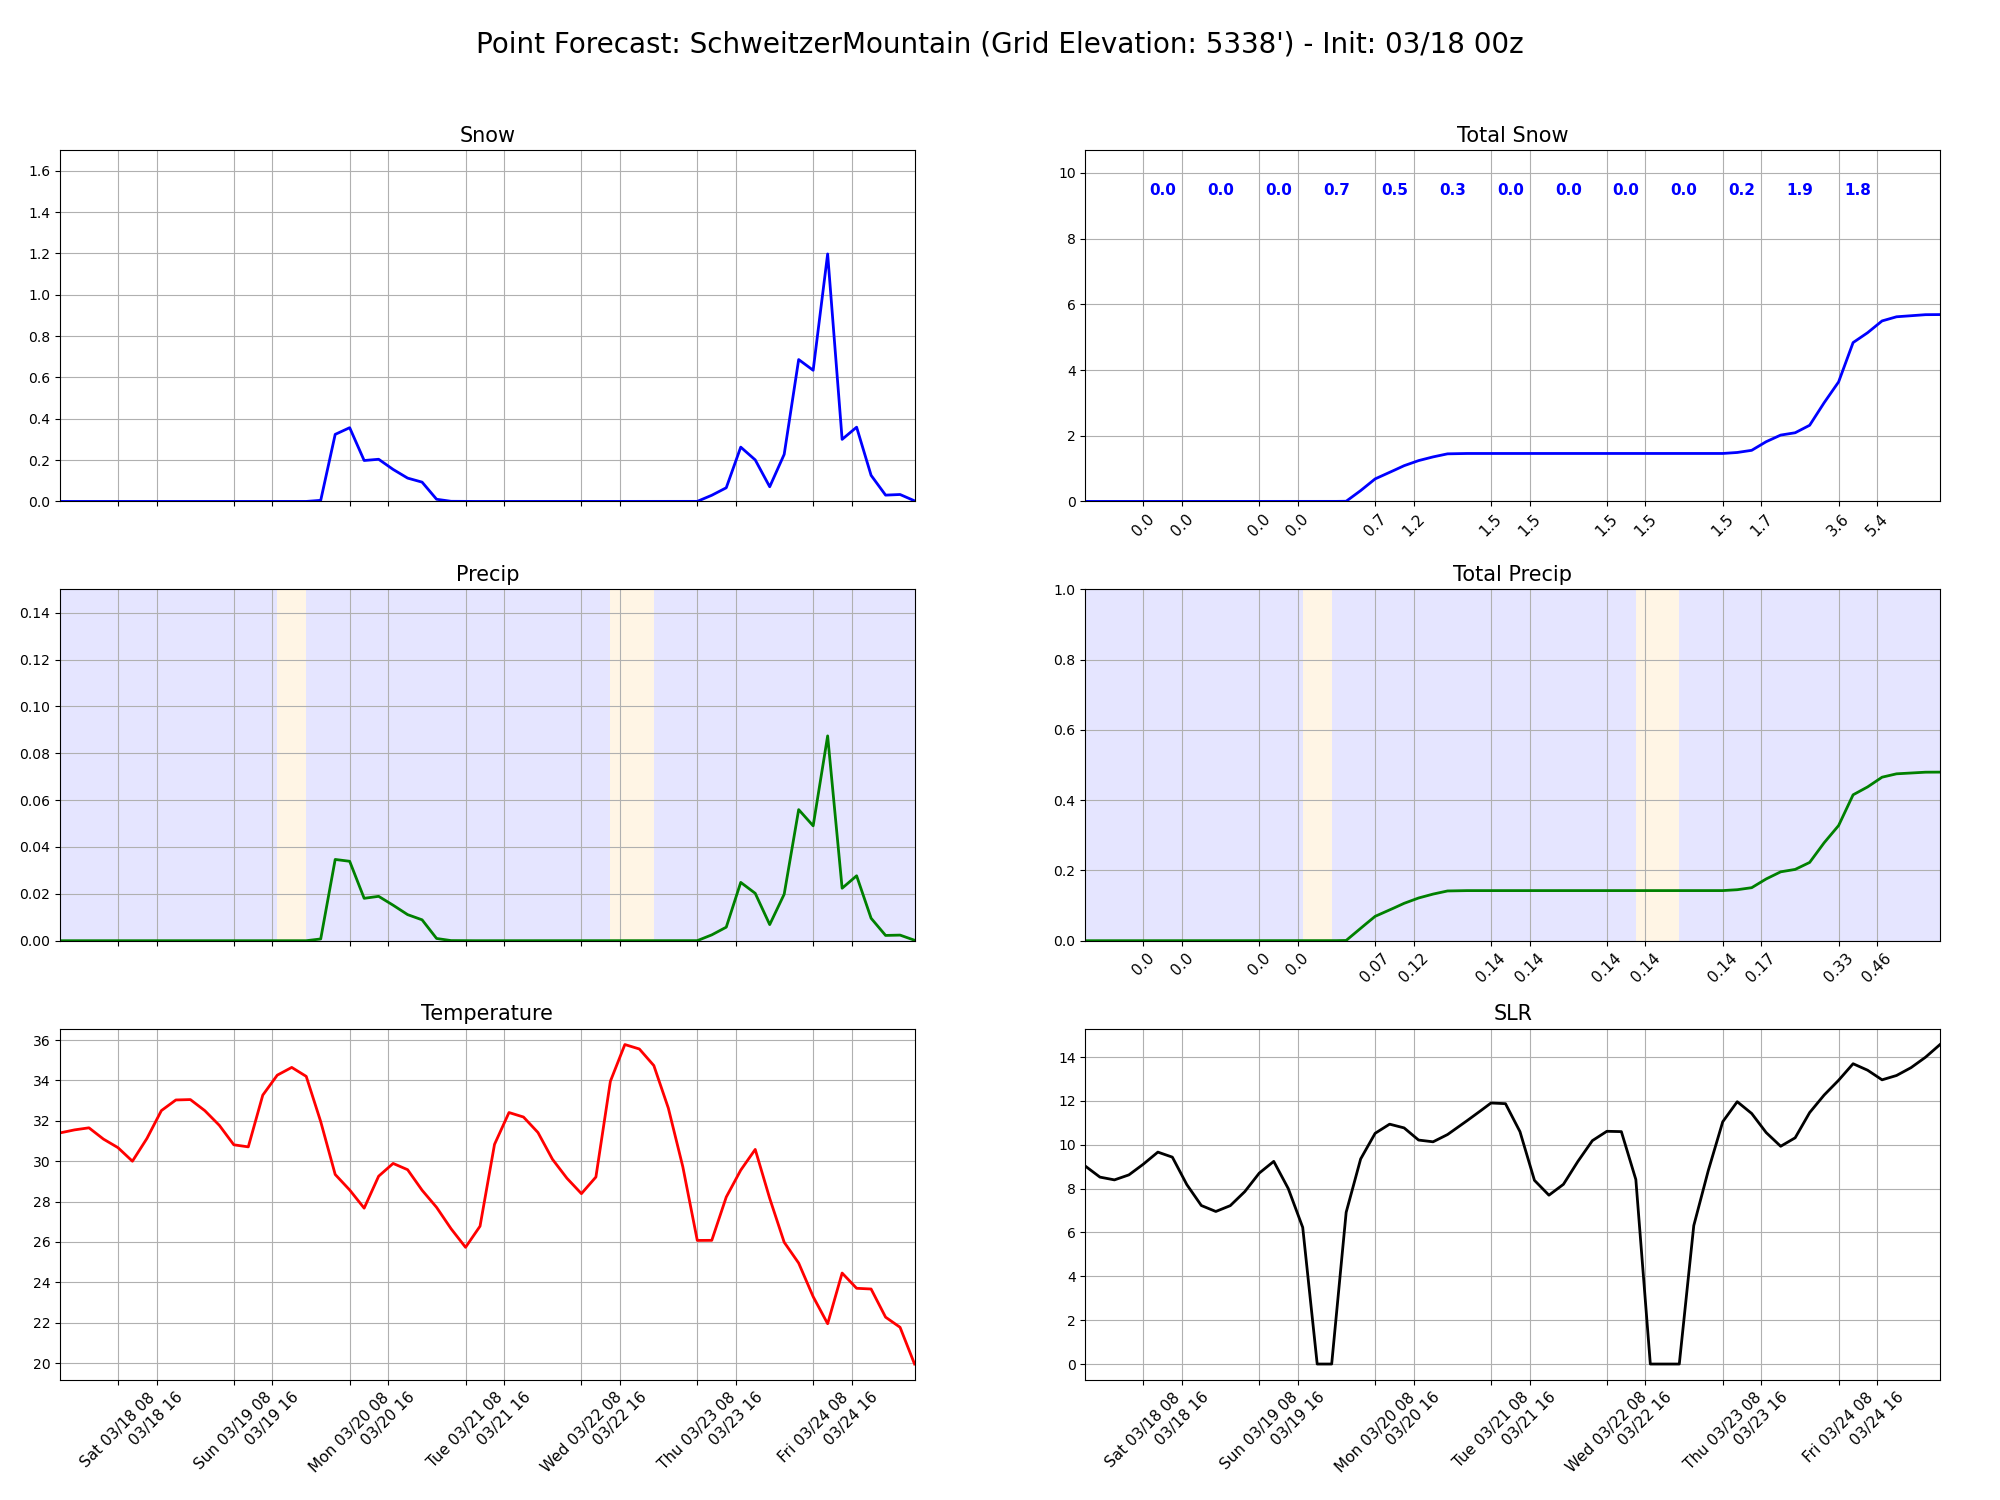 Point Forecast: SchweitzerMountain (Grid Elevation: 5338') - Init: 03/18 00z
Snow
1.6
1.4
1.2
1.0
0.8
0.6
0.4
0.2
0.0
Total Snow
10
8
6
4
2
0
0.0 0.0 0.0 0.7 0.5 0.3 0.0 0.0 0.0 0.0 0.2 1.9 1.8
0.0 0.0 0.0 0.0 0.7 1.2 1.5 1.5 1.5 1.5 1.5 1.7 3.6 5.4
Precip
0.14
0.12
0.10
0.08
0.06
0.04
0.02
0.00
Total Precip
1.0
0.8
0.6
0.4
0.2
0.0
0.0 0.0 0.0 0.0 0.07 0.12 0.14 0.14 0.14 0.14 0.14 0.17 0.33 0.46
Temperature
36
34
32
30
28
26
24
22
20
Sat 03/18 08
03/18 16
Sun 03/19 08
03/19 16
Mon 03/20 08
03/20 16
Tue 03/21 08
03/21 16
Wed 03/22 08
03/22 16
Thu 03/23 08
03/23 16
Fri 03/24 08
03/24 16
SLR
14
12
10
8
6
4
2
0
Sat 03/18 08
03/18 16
Sun 03/19 08
03/19 16
Mon 03/20 08
03/20 16
Tue 03/21 08
03/21 16
Wed 03/22 08
03/22 16
Thu 03/23 08
03/23 16
Fri 03/24 08
03/24 16